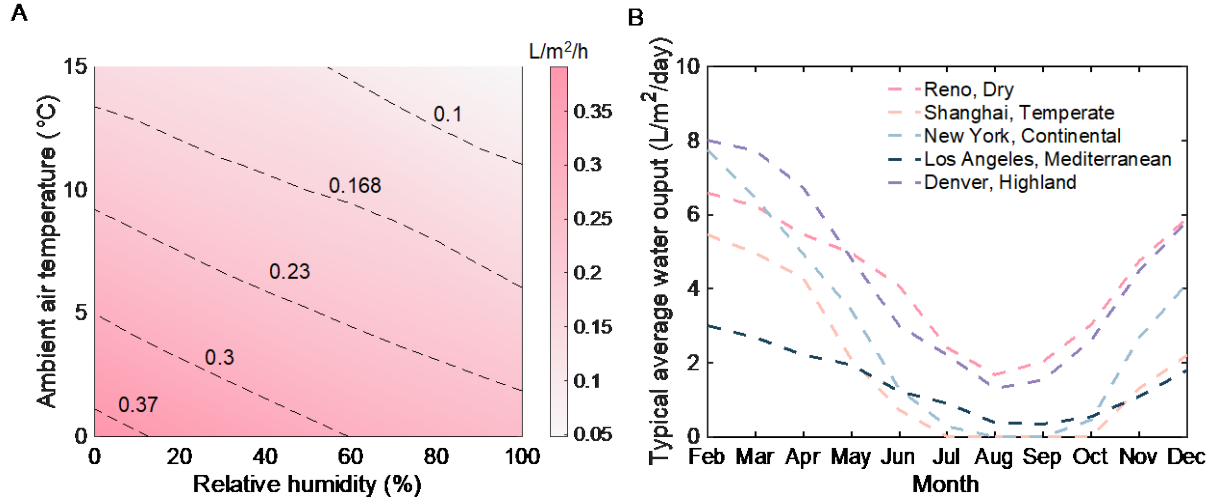 A
L/m²/h
15
10
5
0
Ambient air temperature (°C)
0.1
0.168
0.23
0.3
0.37
0 20 40 60 80 100
Relative humidity (%)
0.35
0.3
0.25
0.2
0.15
0.1
0.05
B
10
8
6
4
2
0
Typical average water ouput (L/m²/day)
Reno, Dry
Shanghai, Temperate
New York, Continental
Los Angeles, Mediterranean
Denver, Highland
Feb Mar Apr May Jun Jul Aug Sep Oct Nov Dec
Month